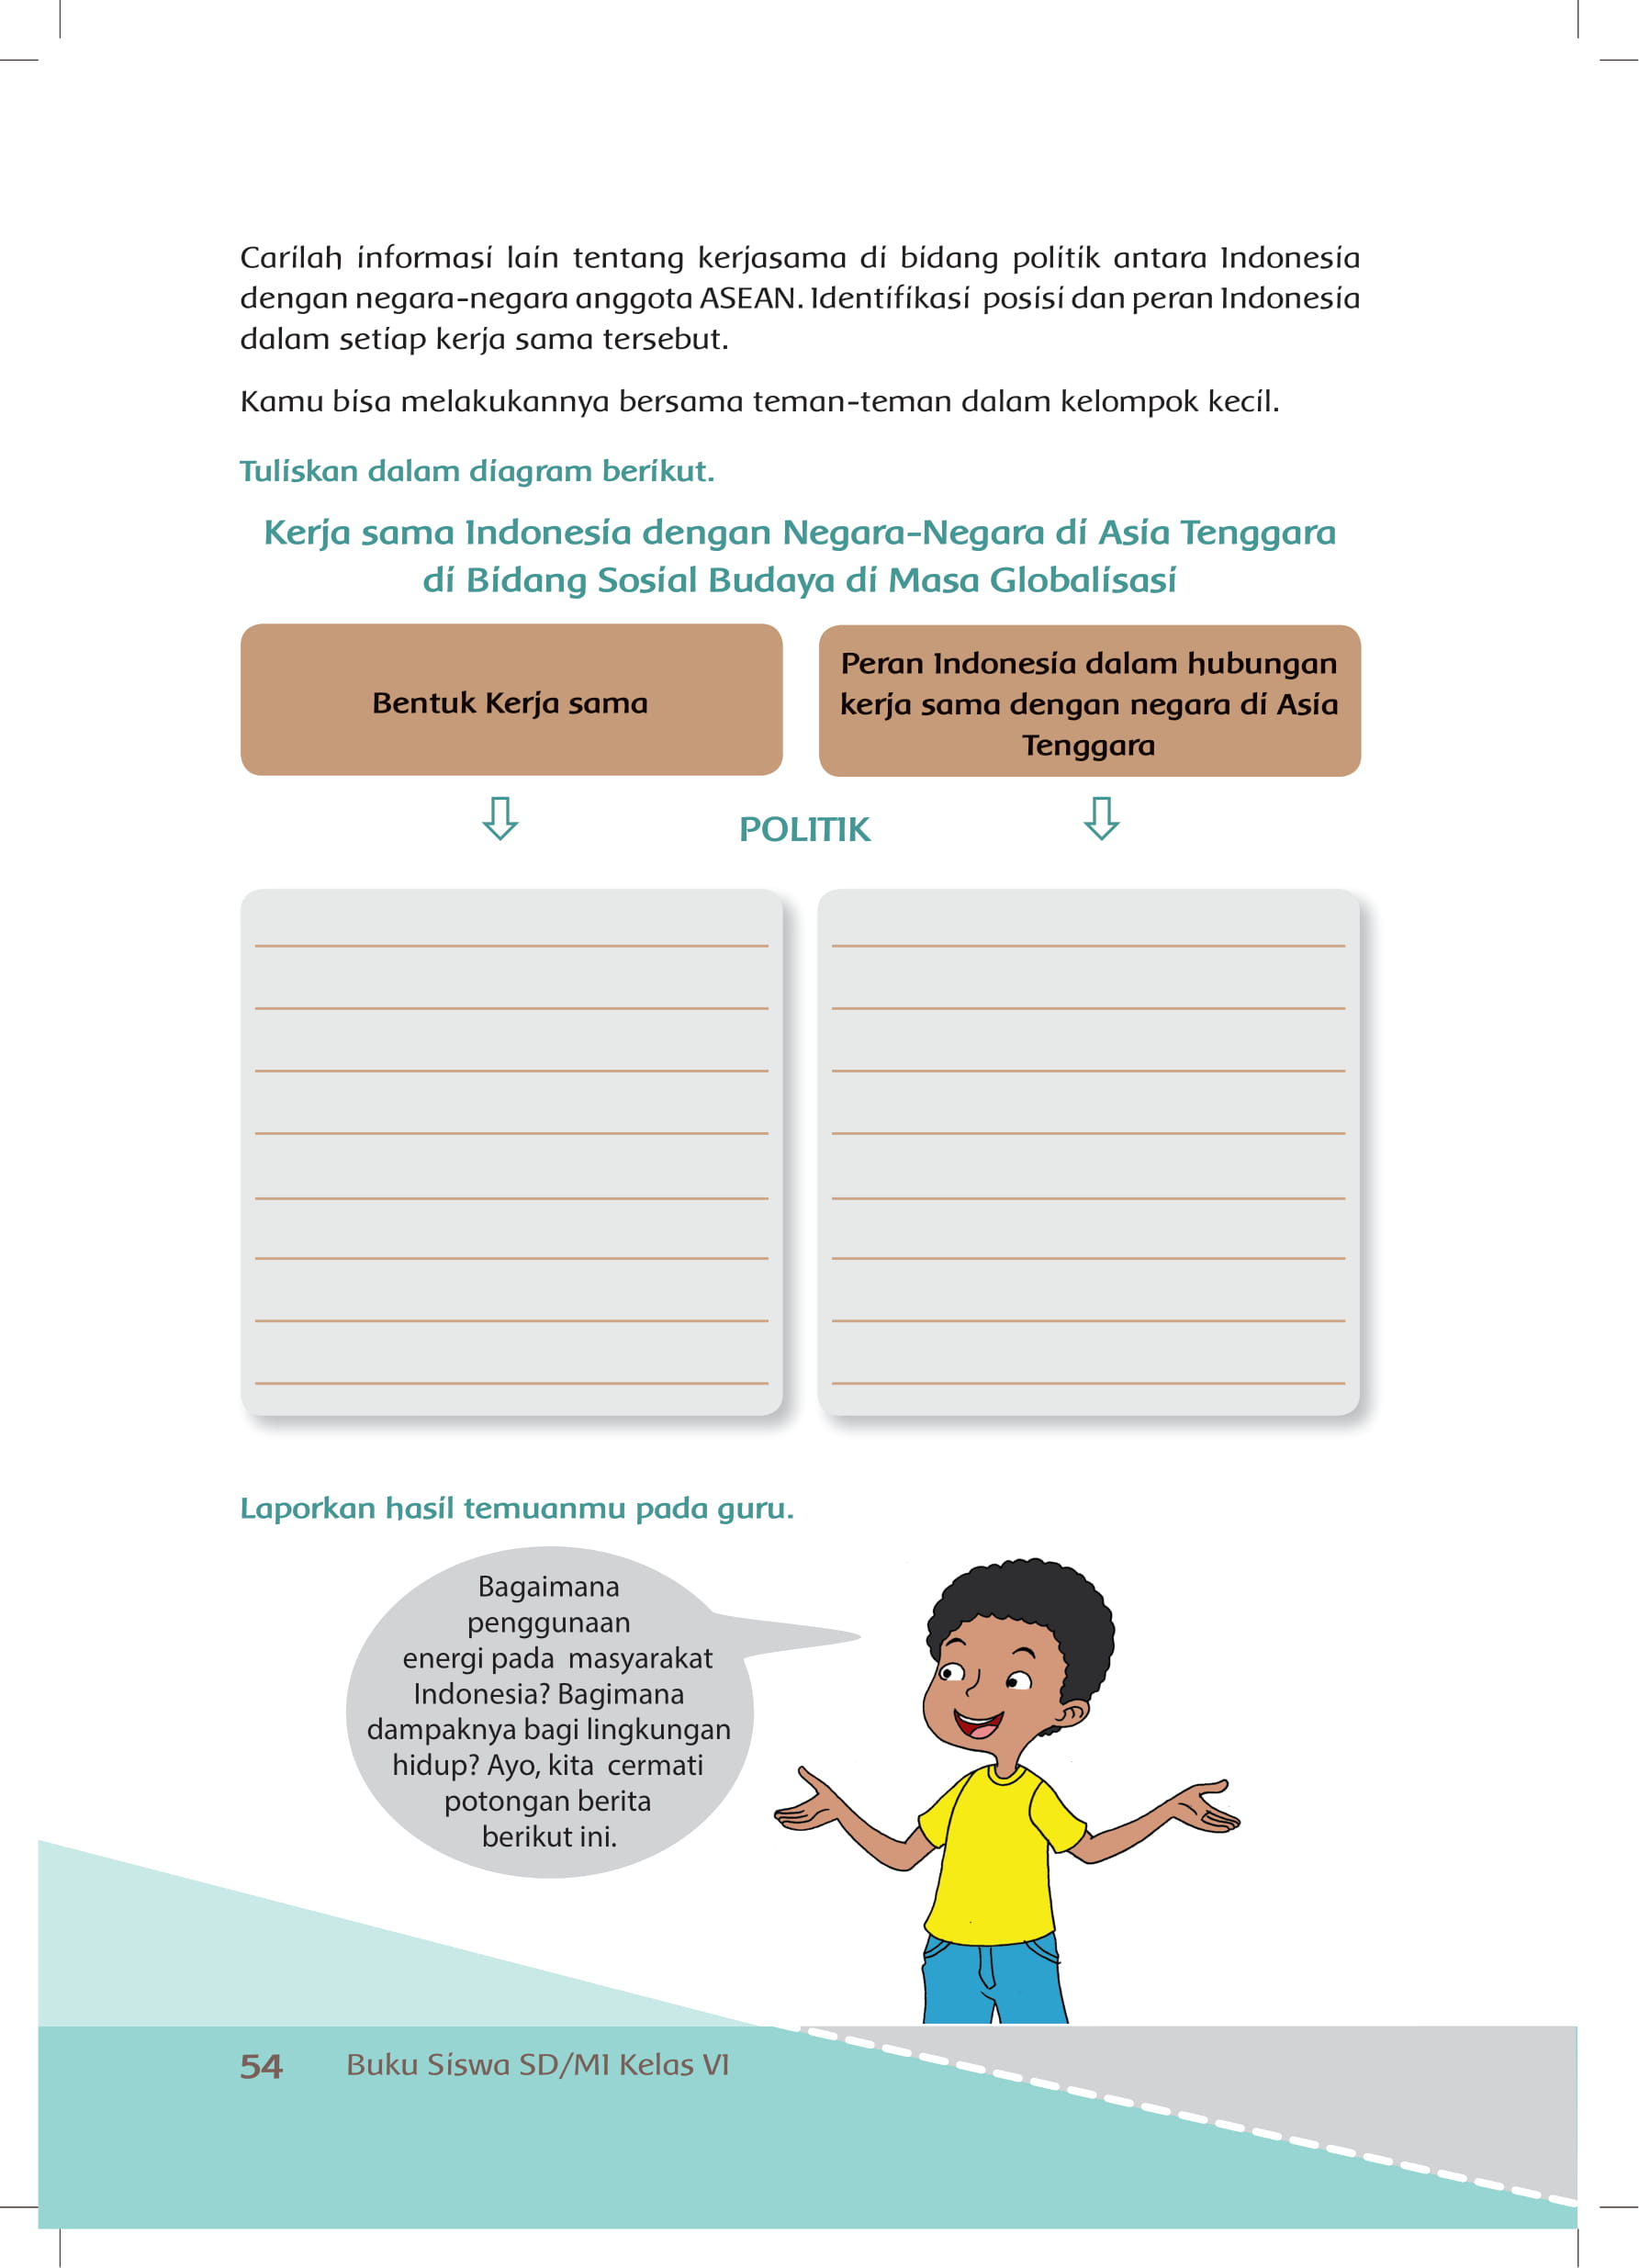 Carilah informasi lain tentang kerjasama di bidang politik antara Indonesia
dengan negara-negara anggota ASEAN. Identifikasi posisi dan peran Indonesia
dalam setiap kerja sama tersebut.
Kamu bisa melakukannya bersama teman-teman dalam kelompok kecil.
Tuliskan dalam diagram berikut.
Kerja sama Indonesia dengan Negara-Negara di Asia Tenggara
di Bidang Sosial Budaya di Masa Globalisasi
Bentuk Kerja sama
Peran Indonesia dalam hubungan
kerja sama dengan negara di Asia
Tenggara
POLITIK
Laporkan hasil temuanmu pada guru.
Bagaimana
penggunaan
energi pada masyarakat
Indonesia? Bagimana
dampaknya bagi lingkungan
hidup? Ayo, kita cermati
potongan berita
berikut ini.
54 Buku Siswa SD/MI Kelas VI